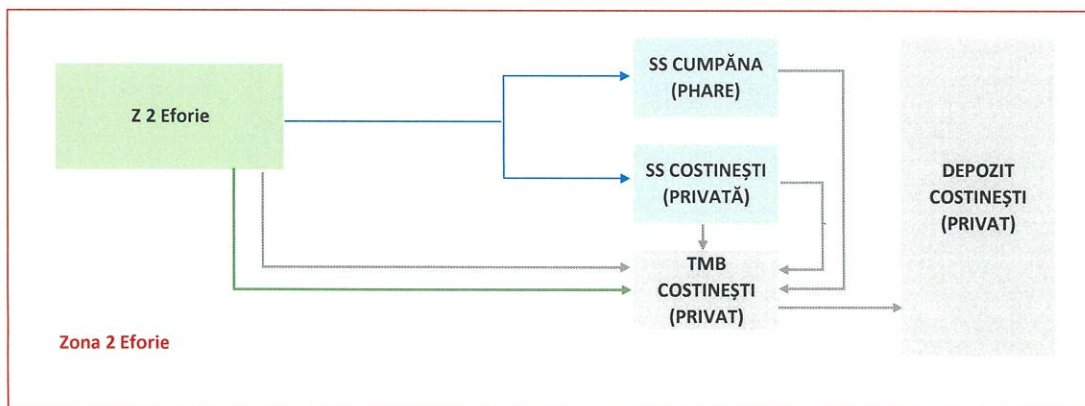 Z 2 Eforie
SS CUMPĂNA
(PHARE)
SS COSTINEȘTI
(PRIVATĂ)
TMB
COSTINEȘTI
(PRIVAT)
DEPOZIT
COSTINEȘTI
(PRIVAT)
Zona 2 Eforie